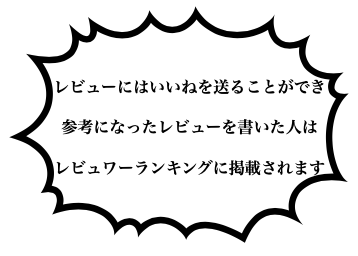 レビューにはいいねを送ることができ
参考になったレビューを書いた人は
レビュワーランキングに掲載されます